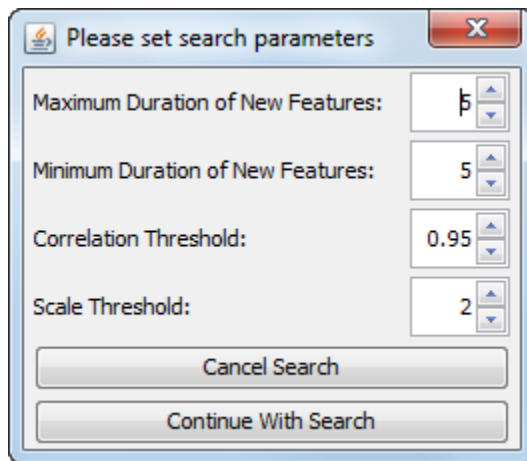 Please set search parameters
Maximum Duration of New Features: 5
Minimum Duration of New Features: 5
Correlation Threshold: 0.95
Scale Threshold: 2
Cancel Search
Continue With Search